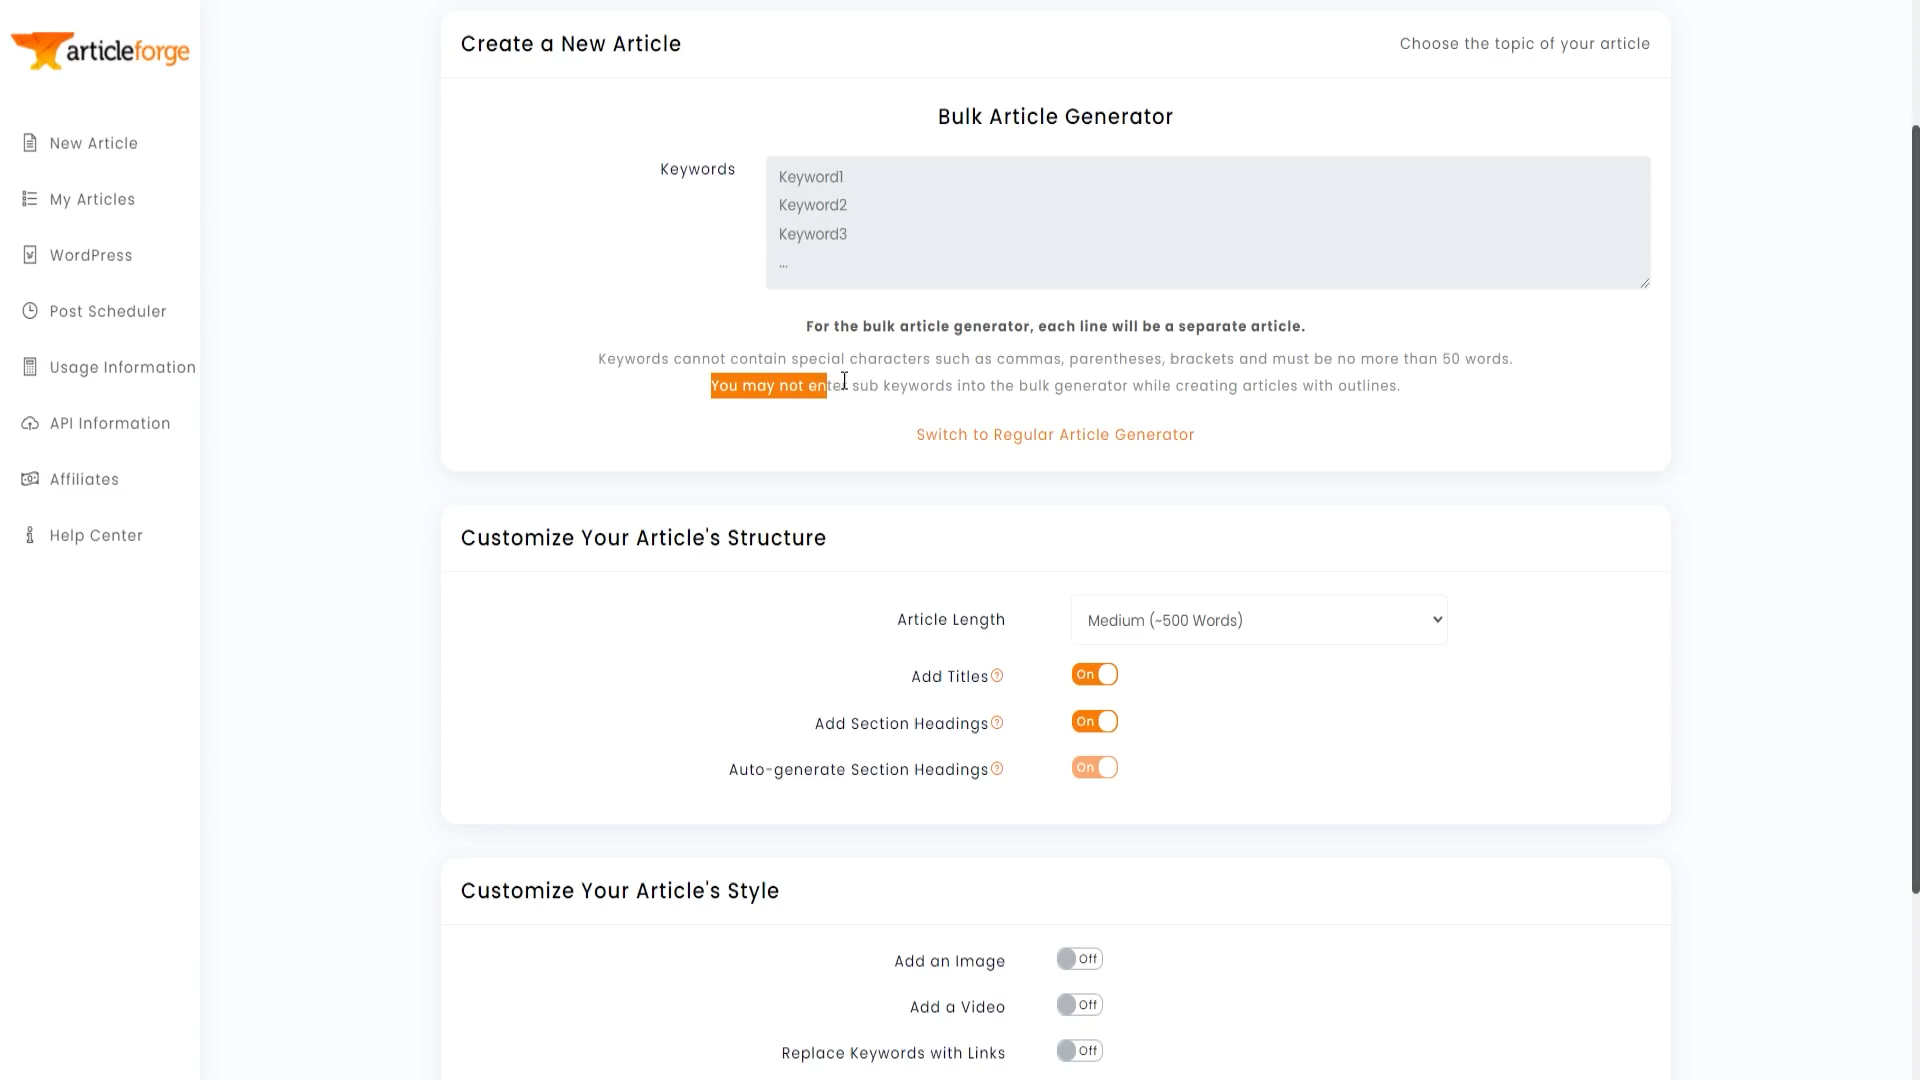 articleforge
New Article
My Articles
WordPress
Post Scheduler
Usage Information
API Information
Affiliates
Help Center
Create a New Article
Choose the topic of your article
Bulk Article Generator
Keywords
Keyword1
Keyword2
Keyword3
...
For the bulk article generator, each line will be a separate article.
Keywords cannot contain special characters such as commas, parentheses, brackets and must be no more than 50 words.
You may not enter sub keywords into the bulk generator while creating articles with outlines.
Switch to Regular Article Generator
Customize Your Article's Structure
Article Length
Medium (~500 Words)
Add Titles? On
Add Section Headings? On
Auto-generate Section Headings? On
Customize Your Article's Style
Add an Image Off
Add a Video Off
Replace Keywords with Links Off